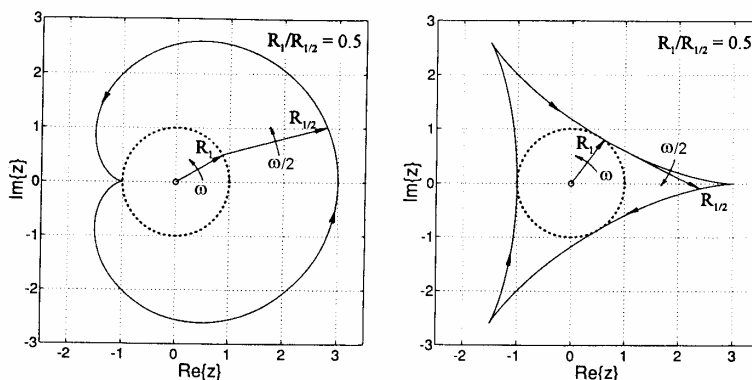 3
2
1
0
-1
-2
-3
Im{z}
-2
-1
0
1
2
3
Re{z}
R₁/R₁/₂ = 0.5
R₁/₂
R₁
ω
ω/2
3
2
1
0
-1
-2
-3
Im{z}
-2
-1
0
1
2
3
Re{z}
R₁/R₁/₂ = 0.5
R₁
ω
ω/2
R₁/₂